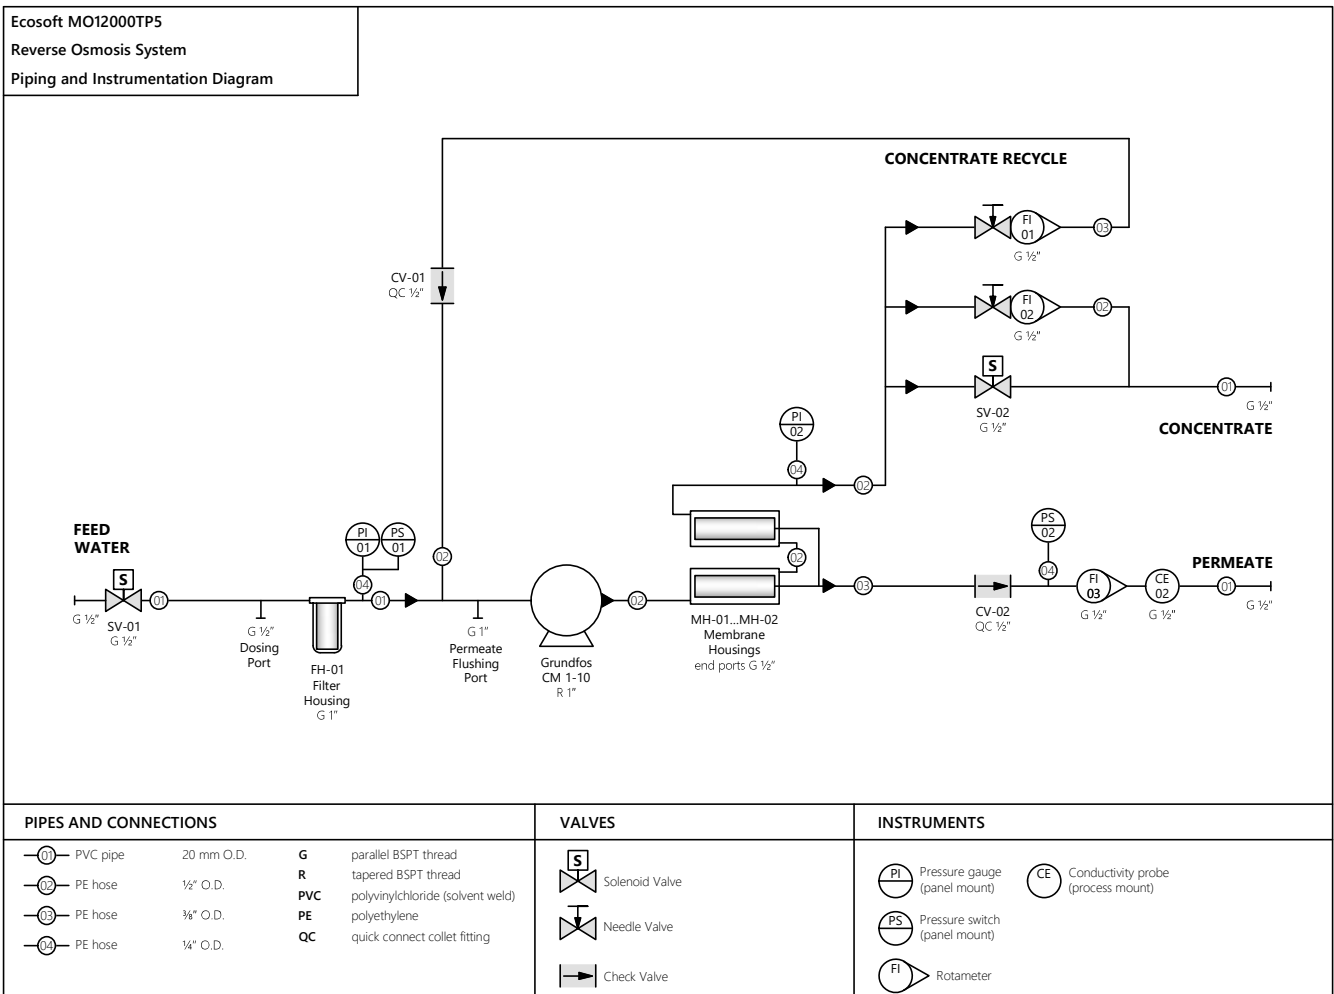 Ecosoft MO12000TP5
Reverse Osmosis System
Piping and Instrumentation Diagram
CONCENTRATE RECYCLE
FI
01
03
G ½"
CV-01
QC ½"
FI
02
02
G ½"
S
SV-02
G ½"
01
G ½"
CONCENTRATE
PI
02
04
02
FEED
WATER
PI
01
PS
01
02
PS
02
PERMEATE
S
G ½"
SV-01
G ½"
01
G ½"
Dosing
Port
04
01
FH-01
Filter
Housing
G 1"
G 1"
Permeate
Flushing
Port
Grundfos
CM 1-10
R 1"
02
02
MH-01...MH-02
Membrane
Housings
end ports G ½"
03
CV-02
QC ½"
04
FI
03
G ½"
CE
02
G ½"
01
G ½"
PIPES AND CONNECTIONS
01 PVC pipe 20 mm O.D.
02 PE hose ½" O.D.
03 PE hose ⅜" O.D.
04 PE hose ¼" O.D.
G parallel BSPT thread
R tapered BSPT thread
PVC polyvinylchloride (solvent weld)
PE polyethylene
QC quick connect collet fitting
VALVES
S
Solenoid Valve
Needle Valve
Check Valve
INSTRUMENTS
PI
Pressure gauge
(panel mount)
CE
Conductivity probe
(process mount)
PS
Pressure switch
(panel mount)
FI
Rotameter